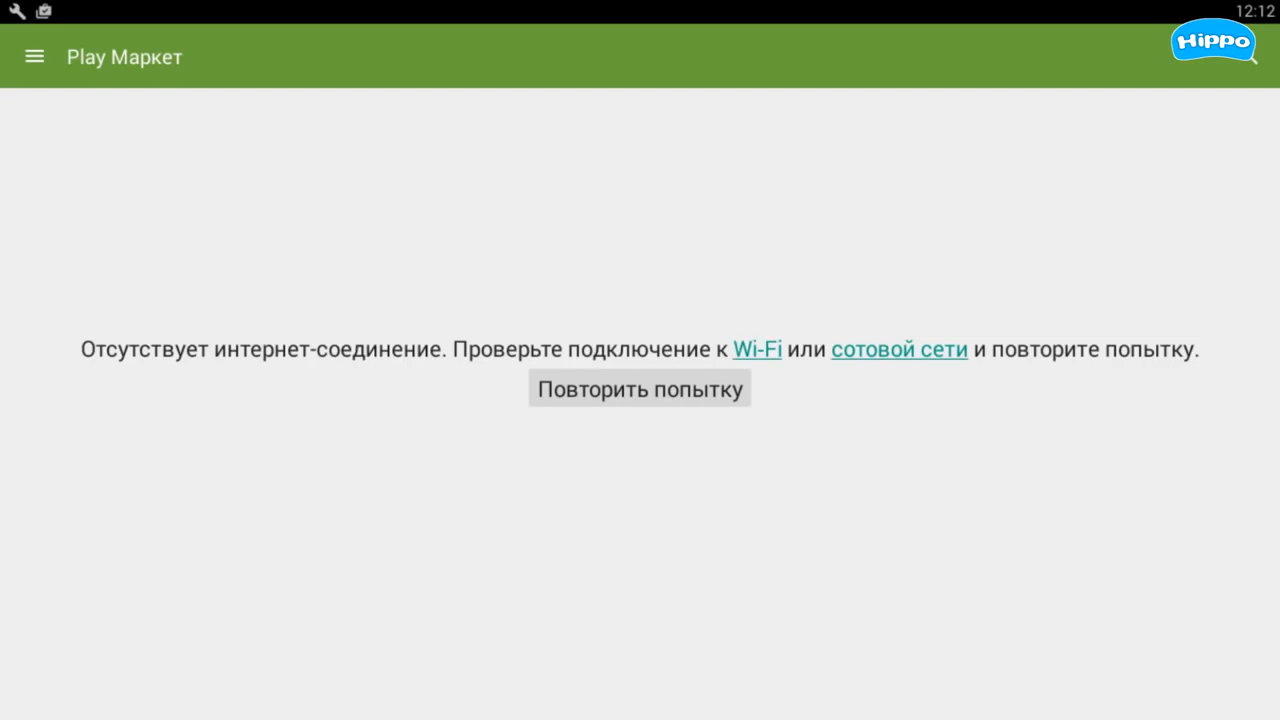 12:12
Play Маркет
Hippo
Отсутствует интернет-соединение. Проверьте подключение к Wi-Fi или сотовой сети и повторите попытку.
Повторить попытку